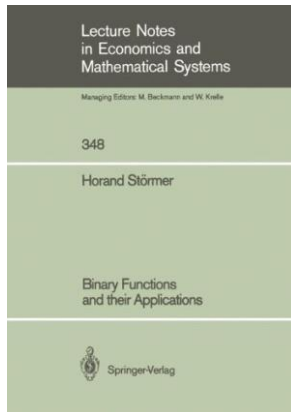 Lecture Notes
in Economics and
Mathematical Systems
Managing Editors: M. Beckmann and W. Krelle
348
Horand Störmer
Binary Functions
and their Applications
Springer-Verlag